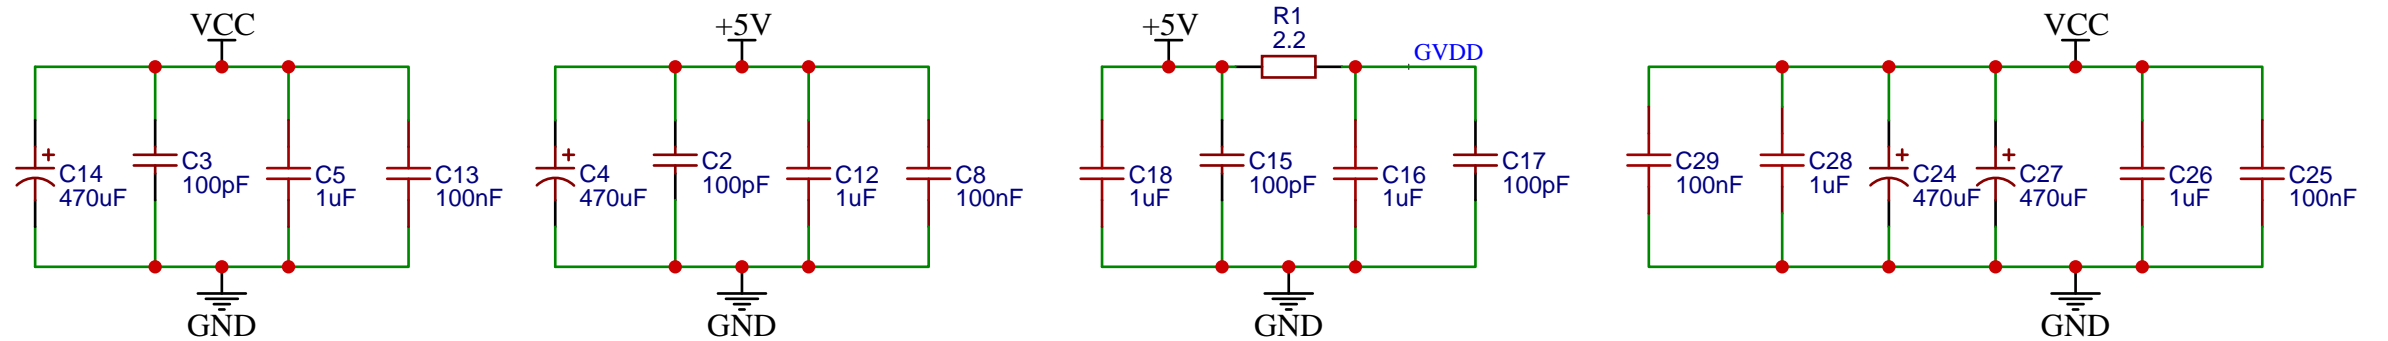 VCC
C14
470uF
C3
100pF
C5
1uF
C13
100nF
GND
+5V
C4
470uF
C2
100pF
C12
1uF
C8
100nF
GND
+5V
R1
2.2
GVDD
C18
1uF
C15
100pF
C16
1uF
C17
100pF
GND
VCC
C29
100nF
C28
1uF
C24
470uF
C27
470uF
C26
1uF
C25
100nF
GND